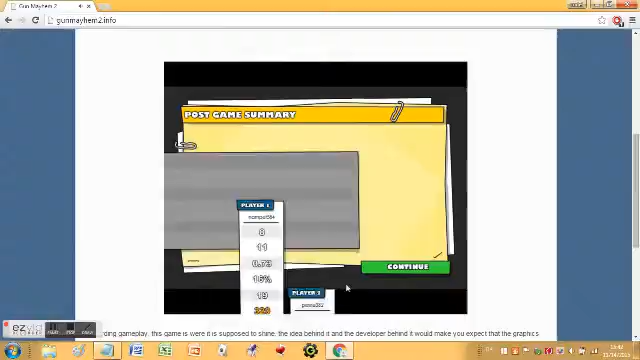 Gun Mayhem 2
gunmayhem2.info
POST GAME SUMMARY
PLAYER 1
8
11
0.73
16%
19
PLAYER 2
CONTINUE
ezvid
rding gameplay, this game is were it is supposed to shine. the idea behind it and the developer behind it would make you expect that the graphics